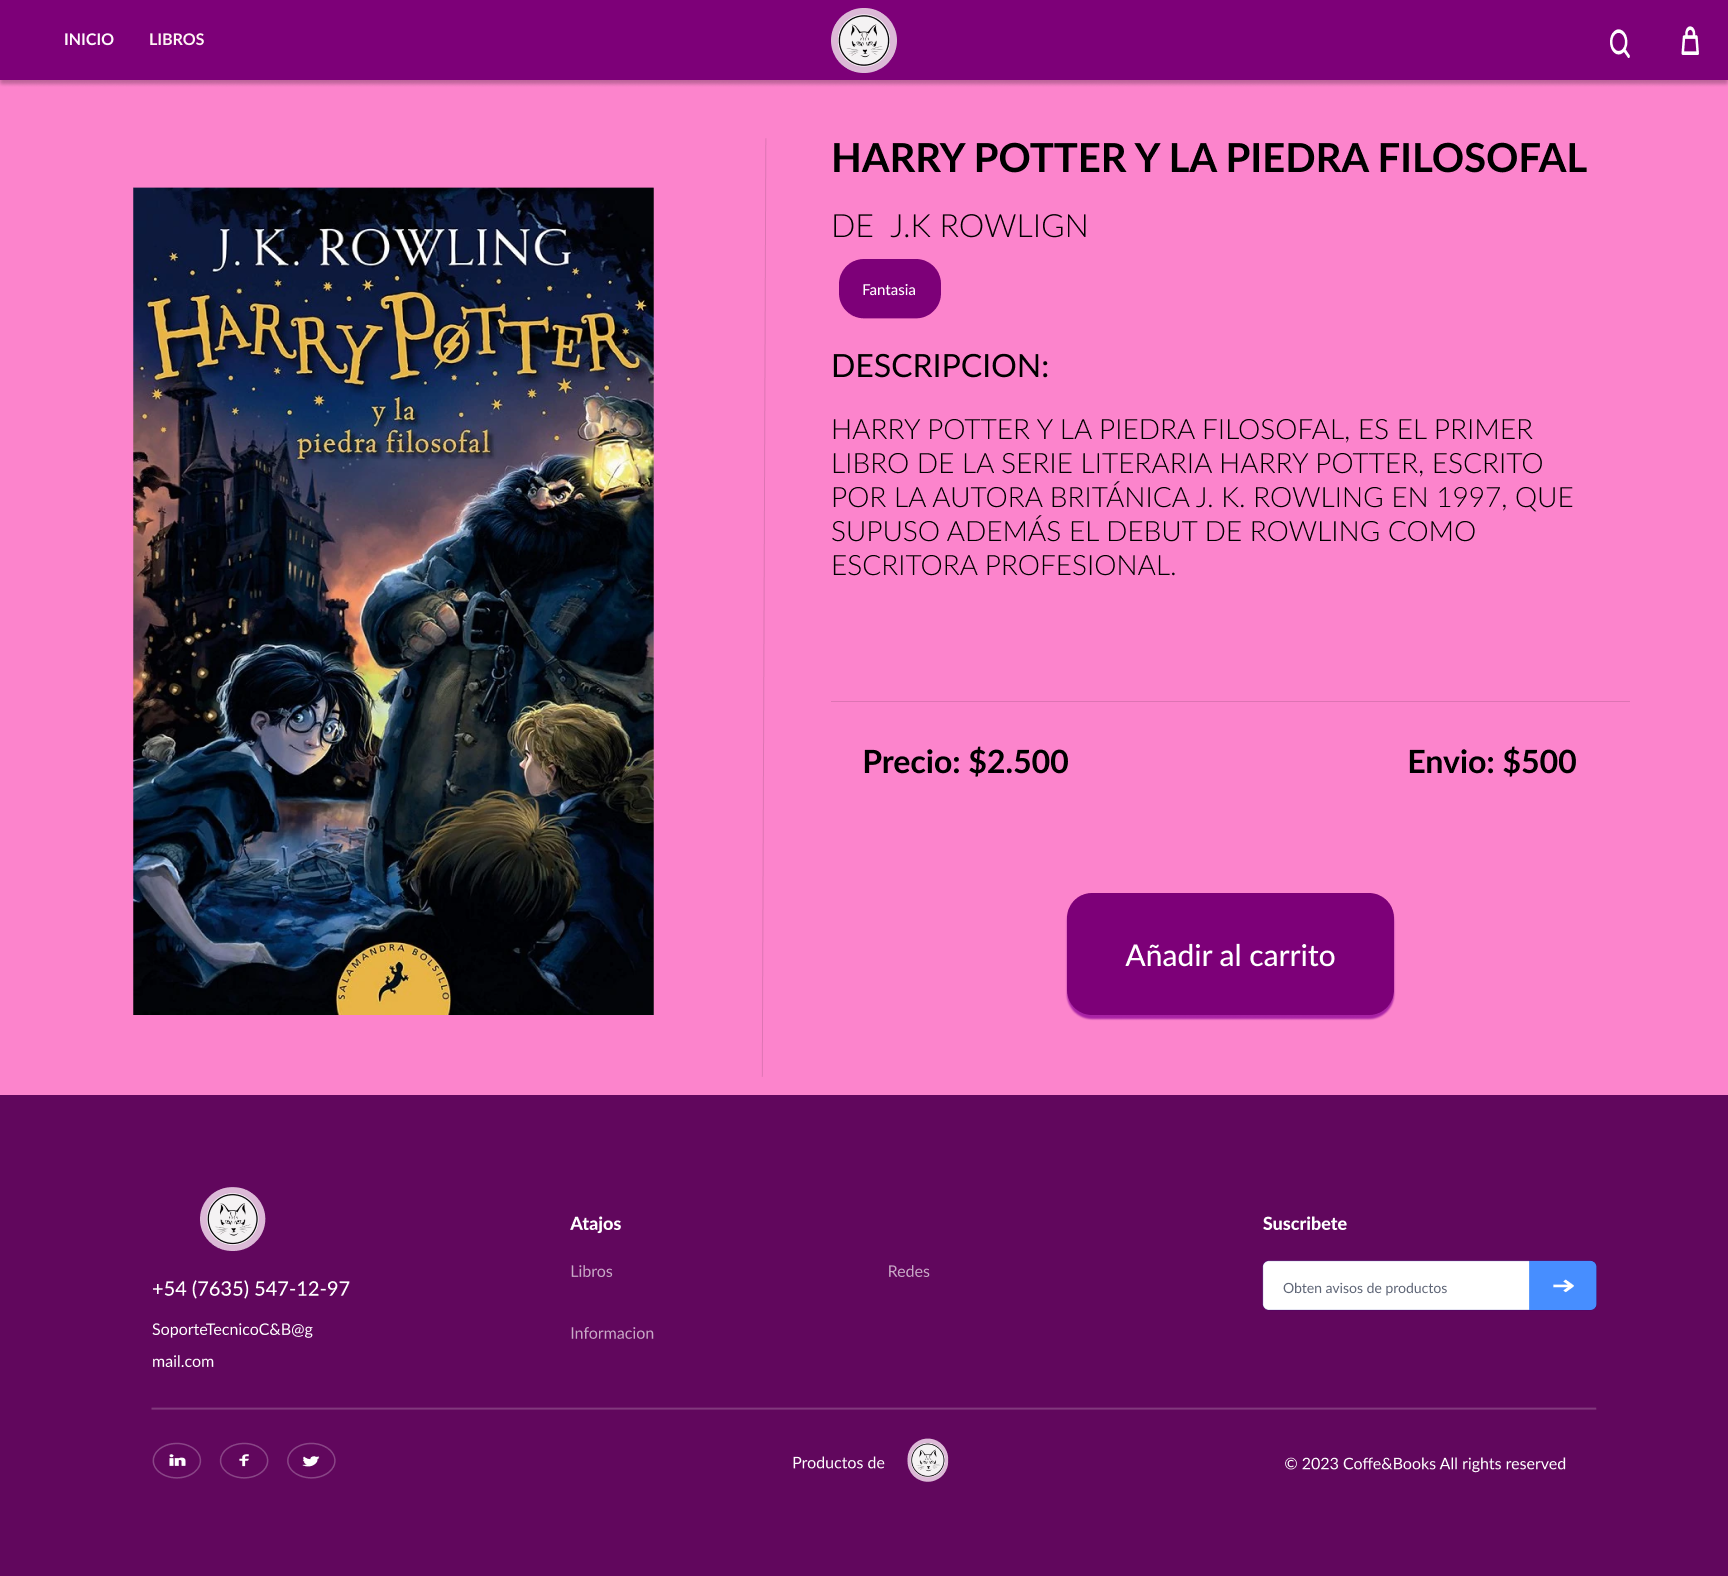 INICIO
LIBROS
J. K. ROWLING
HARRY POTTER
y la
piedra filosofal
SALAMANDRA BOLSILLO
HARRY POTTER Y LA PIEDRA FILOSOFAL
DE J.K ROWLIGN
Fantasia
DESCRIPCION:
HARRY POTTER Y LA PIEDRA FILOSOFAL, ES EL PRIMER
LIBRO DE LA SERIE LITERARIA HARRY POTTER, ESCRITO
POR LA AUTORA BRITÁNICA J. K. ROWLING EN 1997, QUE
SUPUSO ADEMÁS EL DEBUT DE ROWLING COMO
ESCRITORA PROFESIONAL.
Precio: $2.500
Envio: $500
Añadir al carrito
+54 (7635) 547-12-97
SoporteTecnicoC&B@g
mail.com
Atajos
Libros
Redes
Informacion
Suscribete
Obten avisos de productos
in
f
Productos de
© 2023 Coffe&Books All rights reserved